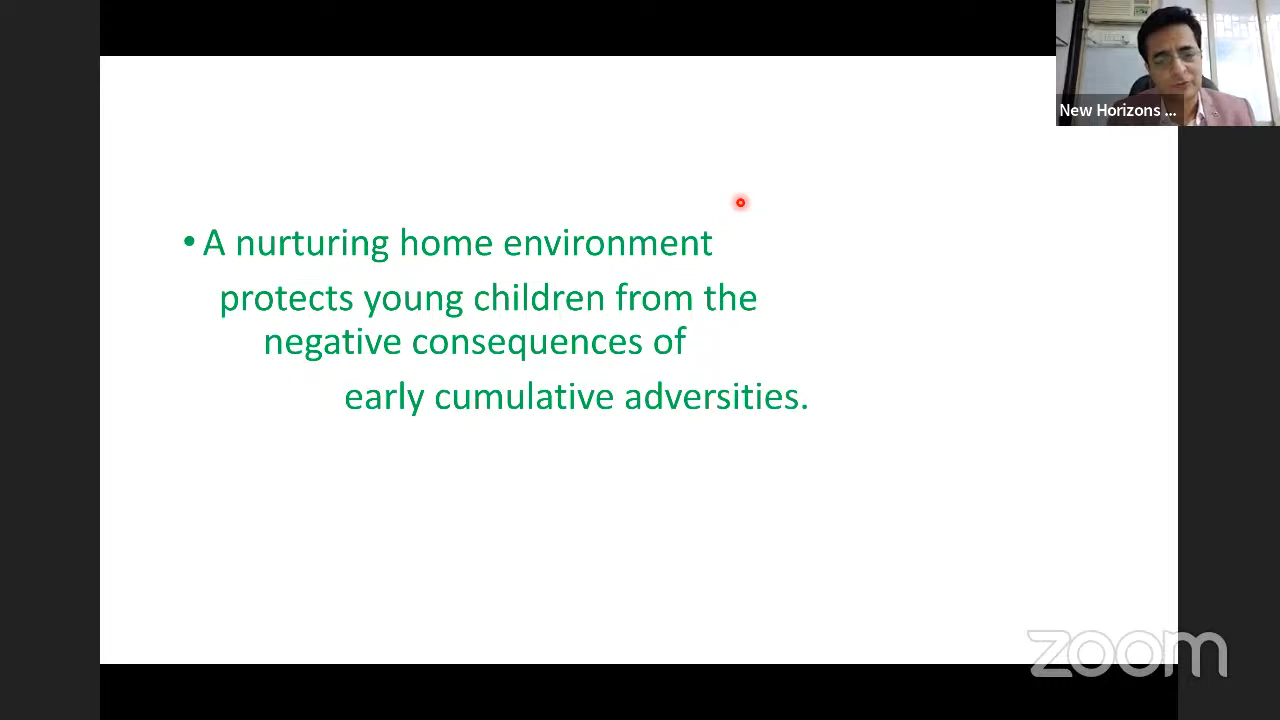 New Horizons ...
• A nurturing home environment
protects young children from the
negative consequences of
early cumulative adversities.
zoom